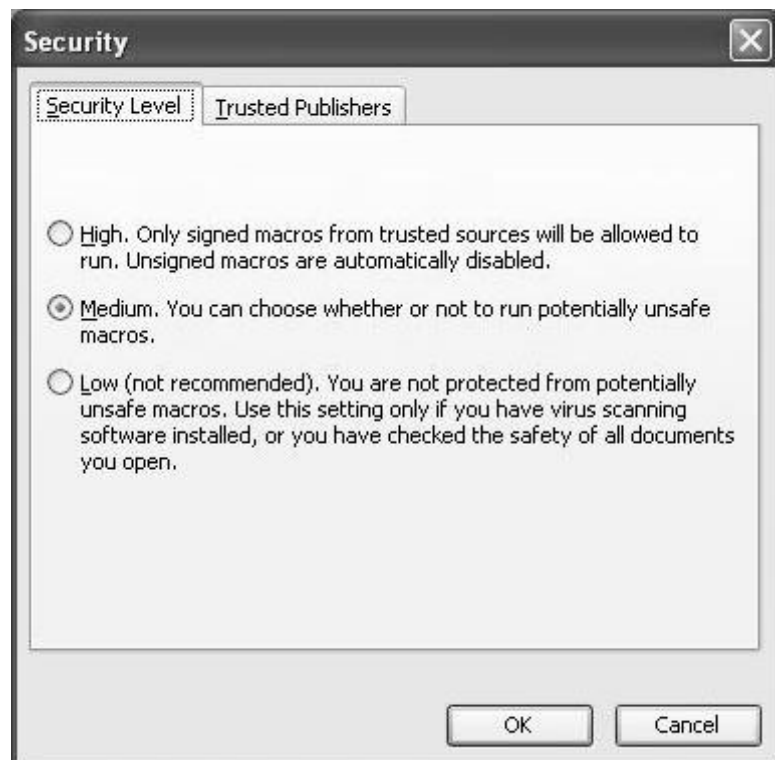 Security
Security Level
Trusted Publishers
High. Only signed macros from trusted sources will be allowed to
run. Unsigned macros are automatically disabled.
Medium. You can choose whether or not to run potentially unsafe
macros.
Low (not recommended). You are not protected from potentially
unsafe macros. Use this setting only if you have virus scanning
software installed, or you have checked the safety of all documents
you open.
OK
Cancel